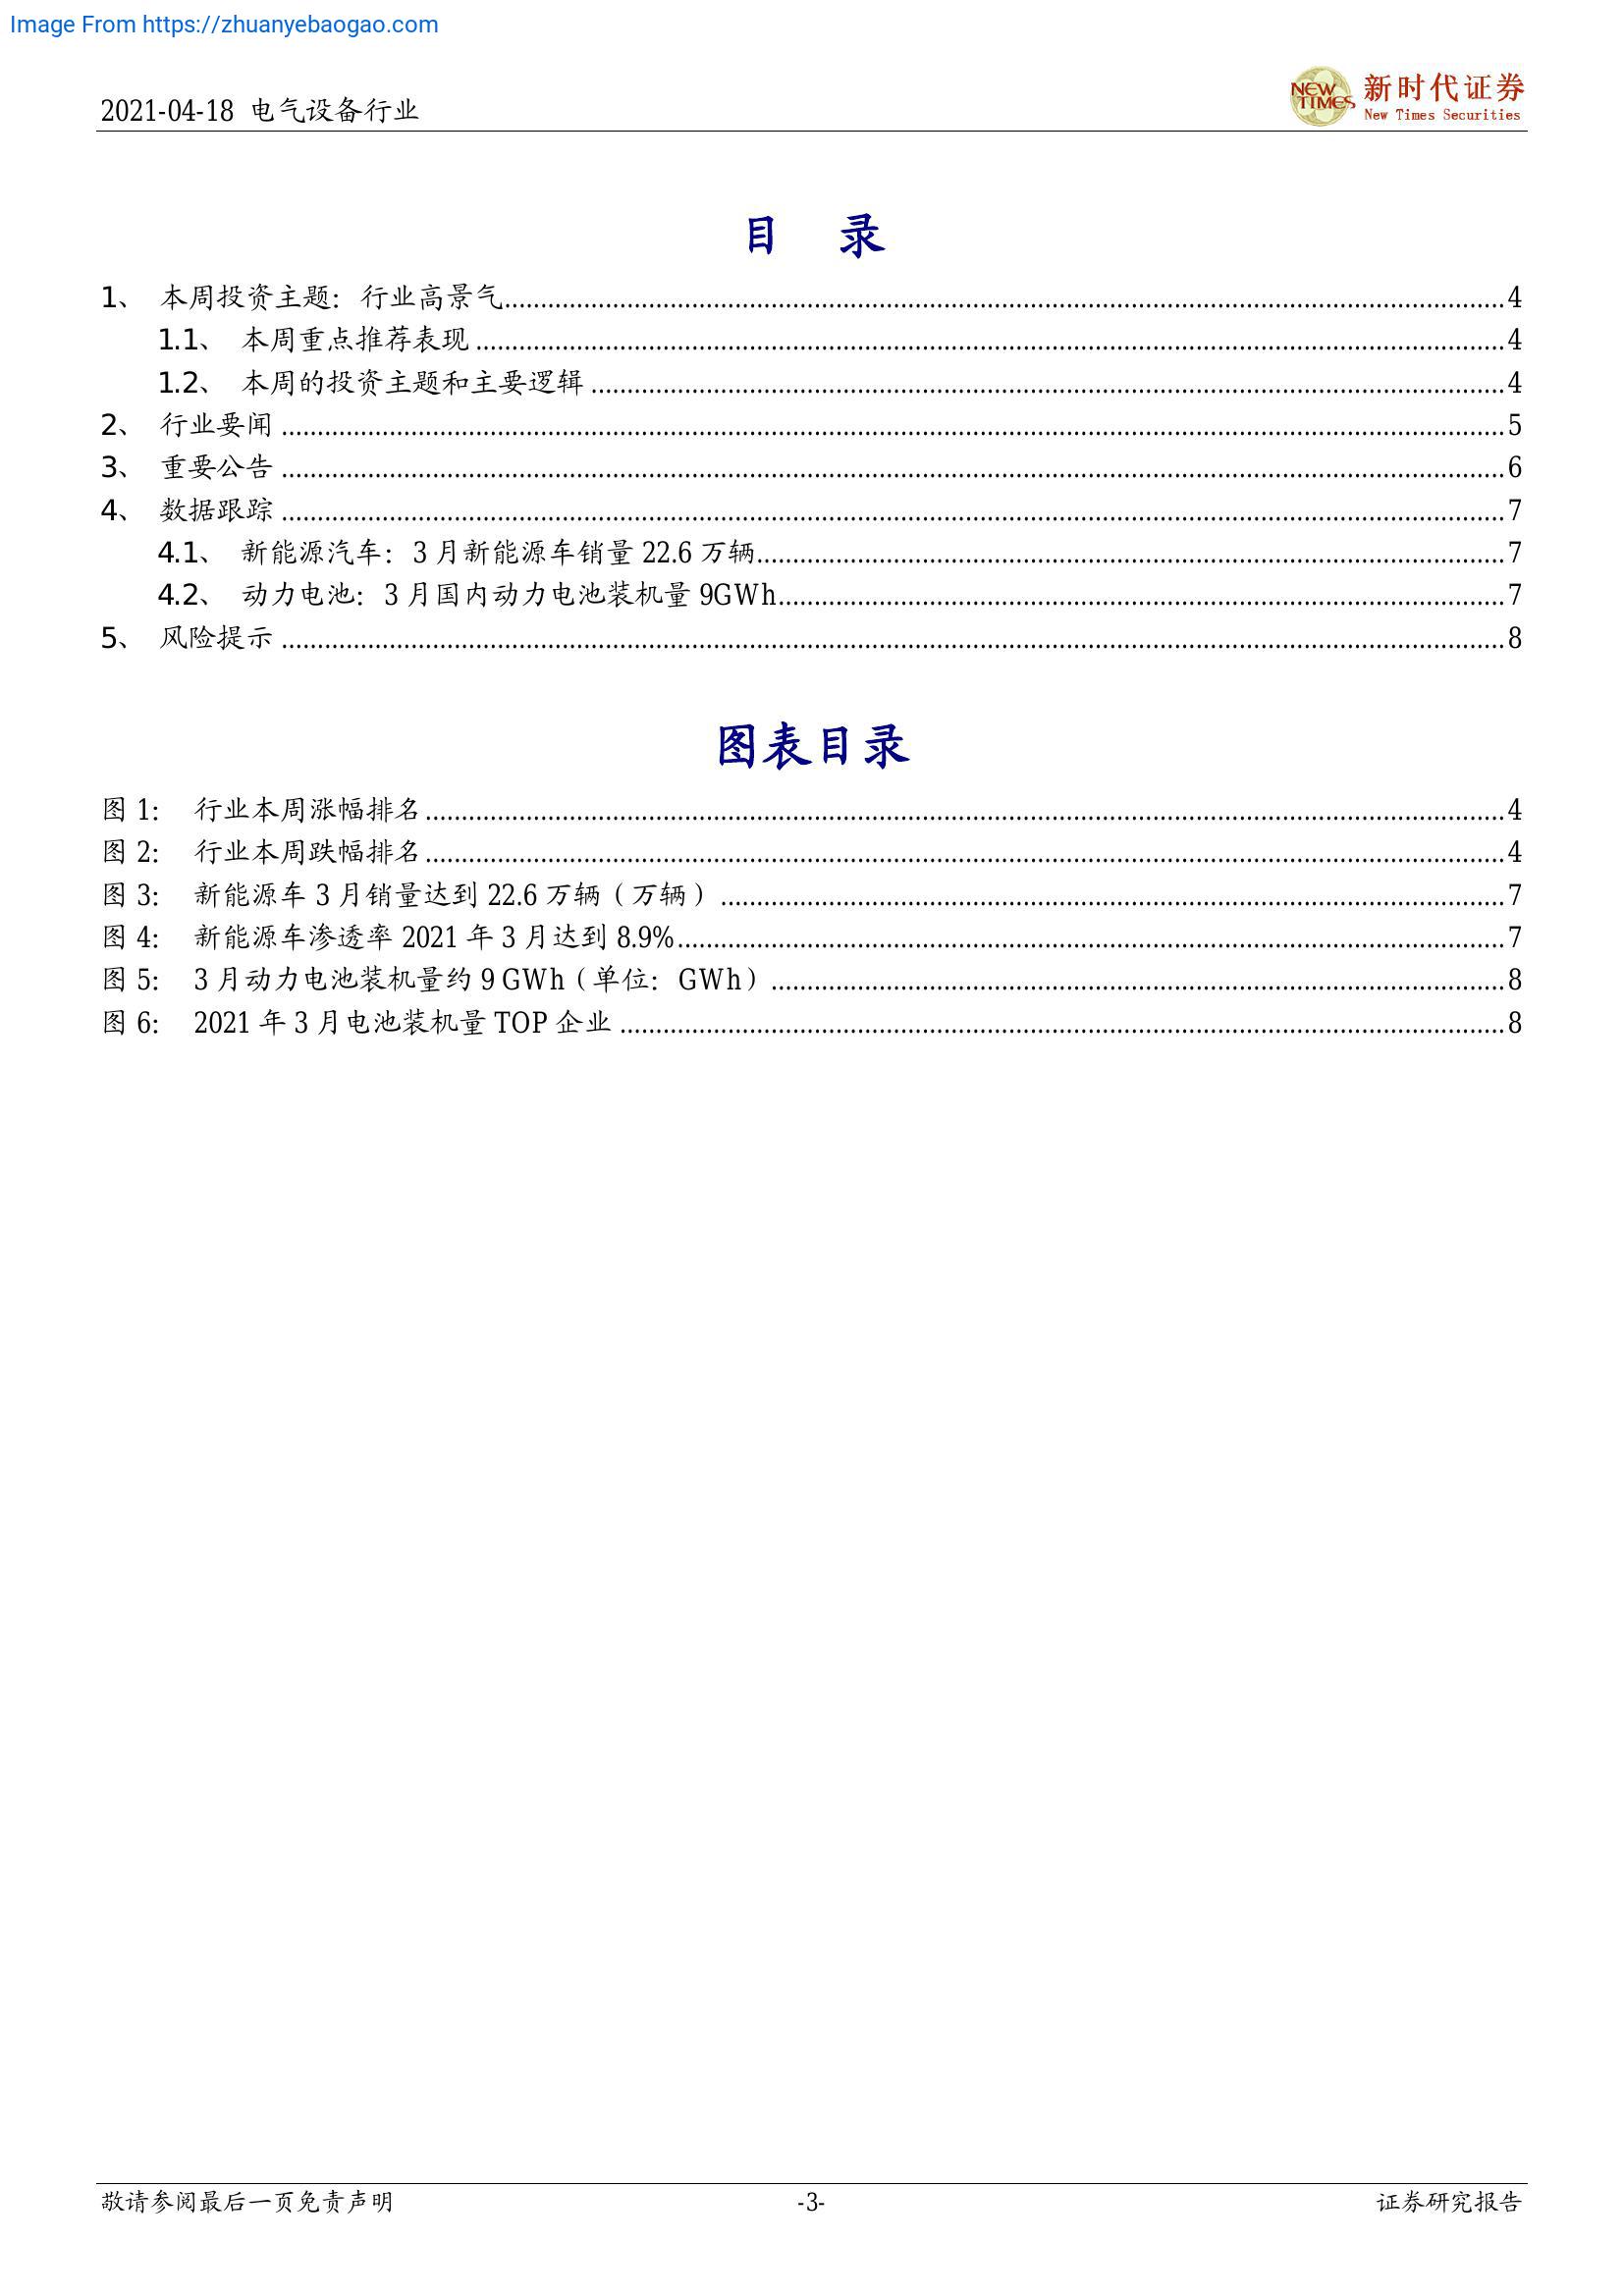 Image From https://zhuanyebaogao.com
2021-04-18 电气设备行业
NEW TIMES
新时代证券
New Times Securities
目 录
1、 本周投资主题：行业高景气....................4
1.1、 本周重点推荐表现....................4
1.2、 本周的投资主题和主要逻辑....................4
2、 行业要闻....................5
3、 重要公告....................6
4、 数据跟踪....................7
4.1、 新能源汽车：3 月新能源车销量 22.6 万辆....................7
4.2、 动力电池：3 月国内动力电池装机量 9GWh....................7
5、 风险提示....................8
图表目录
图 1： 行业本周涨幅排名....................4
图 2： 行业本周跌幅排名....................4
图 3： 新能源车 3 月销量达到 22.6 万辆（万辆）....................7
图 4： 新能源车渗透率 2021 年 3 月达到 8.9%....................7
图 5： 3 月动力电池装机量约 9 GWh（单位：GWh）....................8
图 6： 2021 年 3 月电池装机量 TOP 企业....................8
敬请参阅最后一页免责声明 -3- 证券研究报告